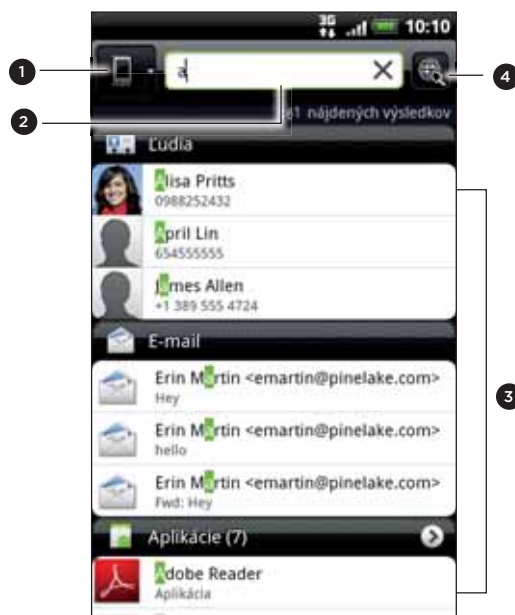 3G 10:10
1
a
4
2
61 nájdených výsledkov
Ľudia
Alisa Pritts
0988252432
April Lin
654555555
James Allen
+1 389 555 4724
E-mail
Erin Martin <emartin@pinelake.com>
Hey
3
Erin Martin <emartin@pinelake.com>
hello
Erin Martin <emartin@pinelake.com>
Fwd: Hey
Aplikácie (7)
Adobe Reader
Aplikácia